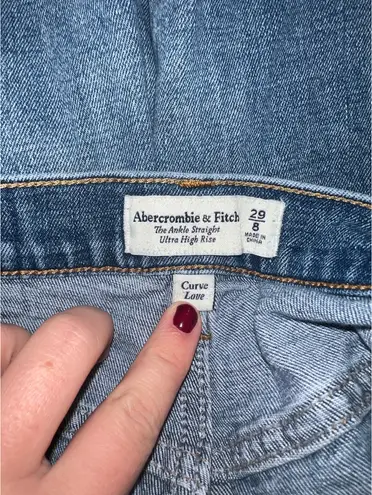 Abercrombie & Fitch
The Ankle Straight
Ultra High Rise
29
8
MADE IN
CHINA
Curve
Love